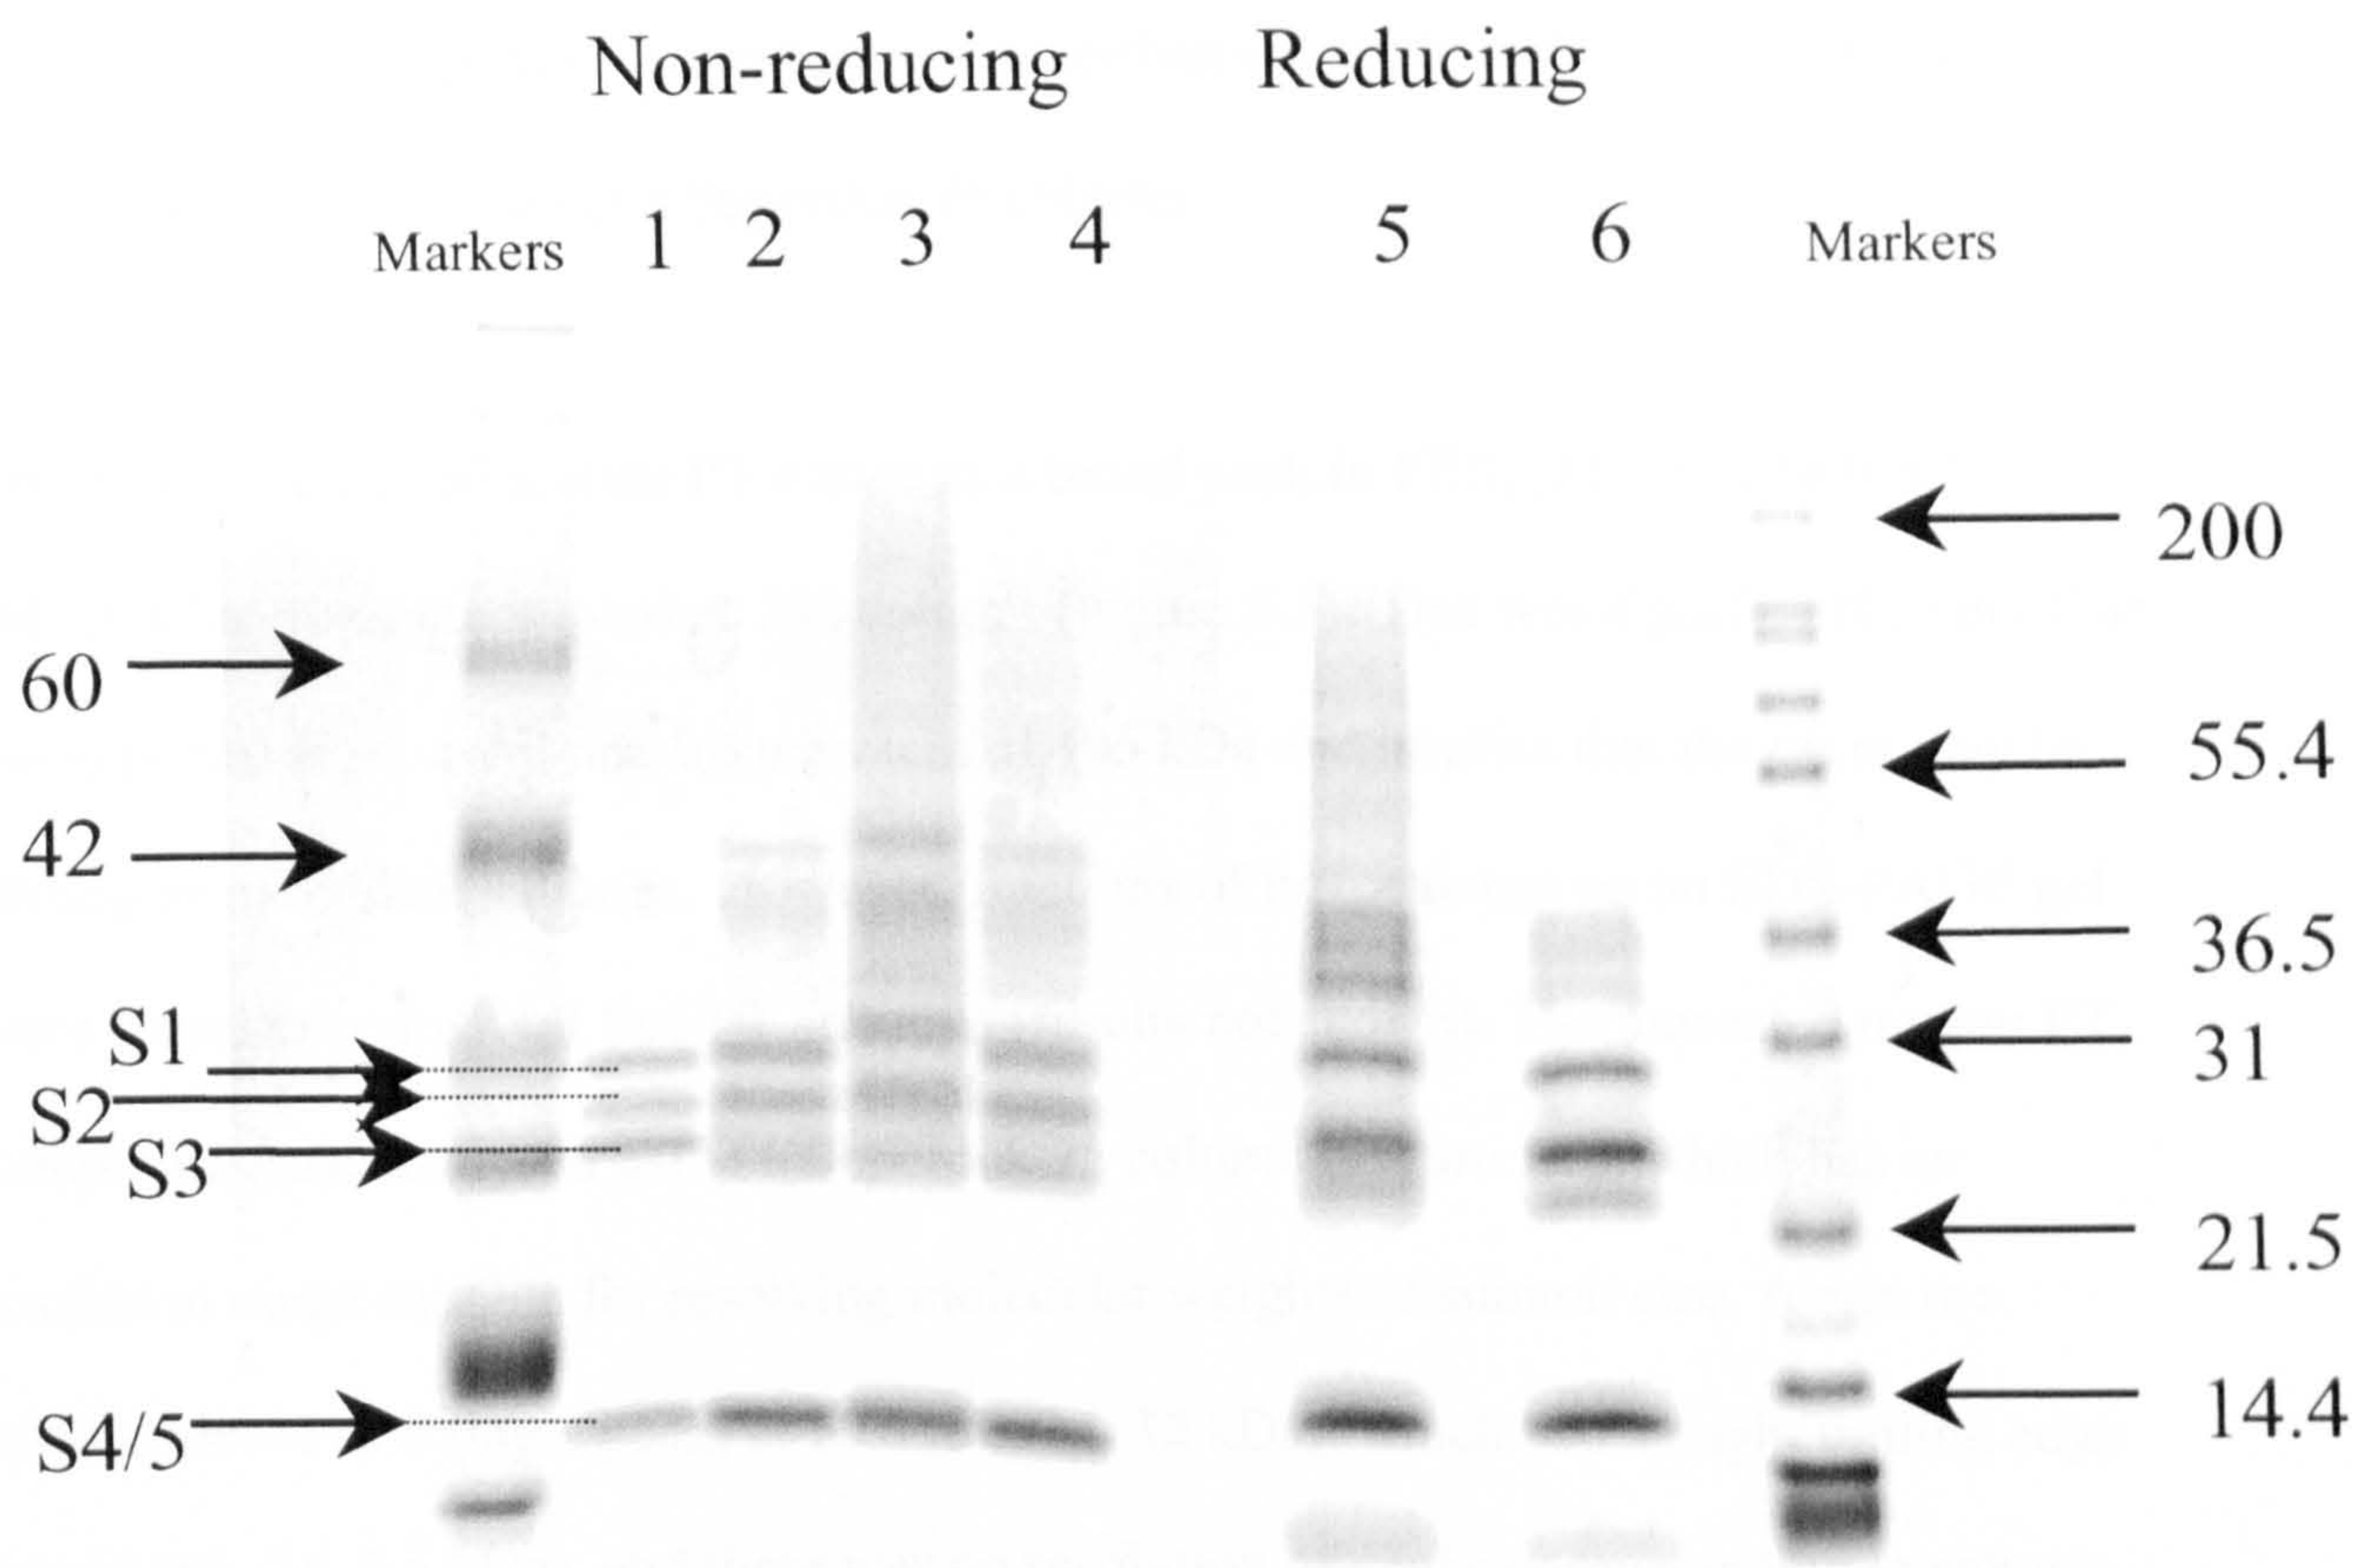 Non-reducing Reducing
Markers 1 2 3 4 5 6 Markers
200
60
55.4
42
36.5
S1
31
S2
S3
21.5
14.4
S4/5